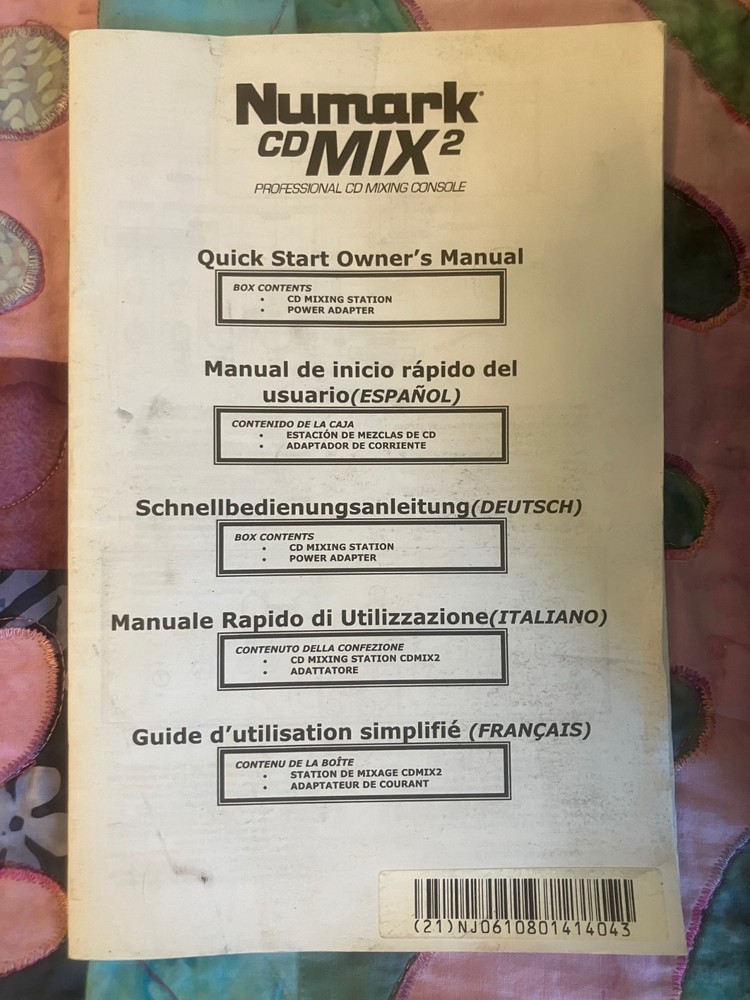 Numark®
CD MIX 2
PROFESSIONAL CD MIXING CONSOLE
Quick Start Owner's Manual
BOX CONTENTS
• CD MIXING STATION
• POWER ADAPTER
Manual de inicio rápido del
usuario(ESPAÑOL)
CONTENIDO DE LA CAJA
• ESTACIÓN DE MEZCLAS DE CD
• ADAPTADOR DE CORRIENTE
Schnellbedienungsanleitung(DEUTSCH)
BOX CONTENTS
• CD MIXING STATION
• POWER ADAPTER
Manuale Rapido di Utilizzazione(ITALIANO)
CONTENUTO DELLA CONFEZIONE
• CD MIXING STATION CDMIX2
• ADATTATORE
Guide d'utilisation simplifié (FRANÇAIS)
CONTENU DE LA BOÎTE
• STATION DE MIXAGE CDMIX2
• ADAPTATEUR DE COURANT
(21)NJ0610801414043